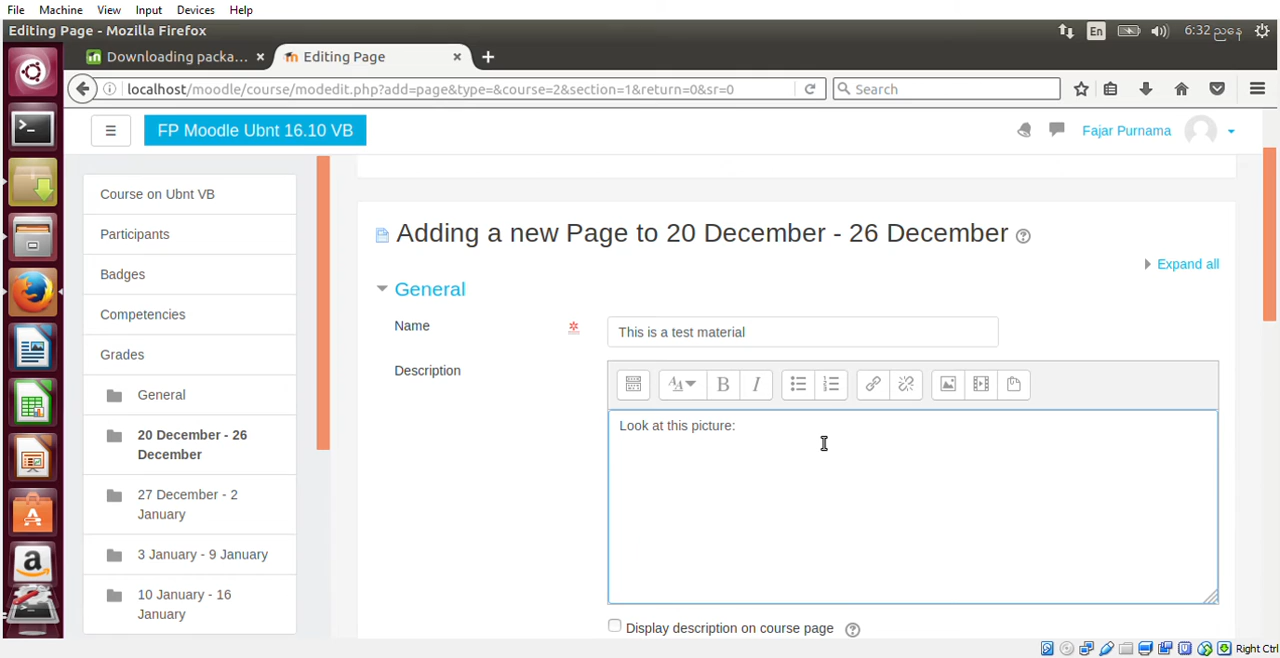 File Machine View Input Devices Help
Editing Page - Mozilla Firefox
En
6:32 ညနေ
Downloading packa...
Editing Page
localhost/moodle/course/modedit.php?add=page&type=&course=2&section=1&return=0&sr=0
Search
FP Moodle Ubnt 16.10 VB
Fajar Purnama
Course on Ubnt VB
Participants
Badges
Competencies
Grades
General
20 December - 26
December
27 December - 2
January
3 January - 9 January
10 January - 16
January
Adding a new Page to 20 December - 26 December
Expand all
General
Name
This is a test material
Description
B I
Look at this picture:
Display description on course page
Right Ctrl